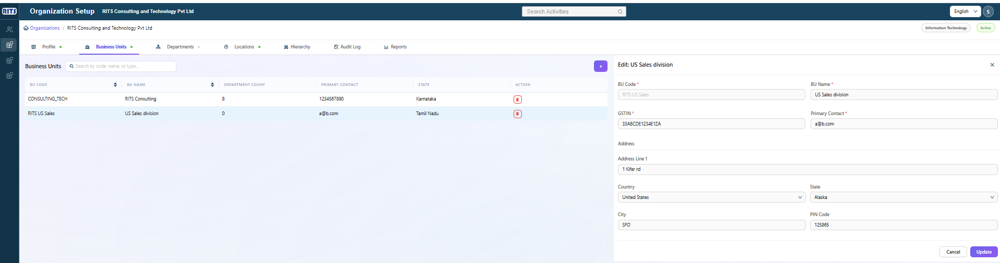 RITS
Organization Setup RITS Consulting and Technology Pvt Ltd
Search Activities
English
S
Organizations / RITS Consulting and Technology Pvt Ltd
Information Technology
Active
Profile
Business Units
Departments
Locations
Hierarchy
Audit Log
Reports
Business Units
Search by code, name, or type...
+
BU CODE BU NAME DEPARTMENT COUNT PRIMARY CONTACT STATE ACTION
CONSULTING_TECH RITS Consulting 8 1234567890 Karnataka
RITS US Sales US Sales division 0 a@b.com Tamil Nadu
Edit: US Sales division
BU Code * BU Name *
RITS US Sales US Sales division
GSTIN * Primary Contact *
33ABCDE1234E1ZA a@b.com
Address
Address Line 1
1 Kifer rd
Country State
United States Alaska
City PIN Code
SFO 125865
Cancel Update